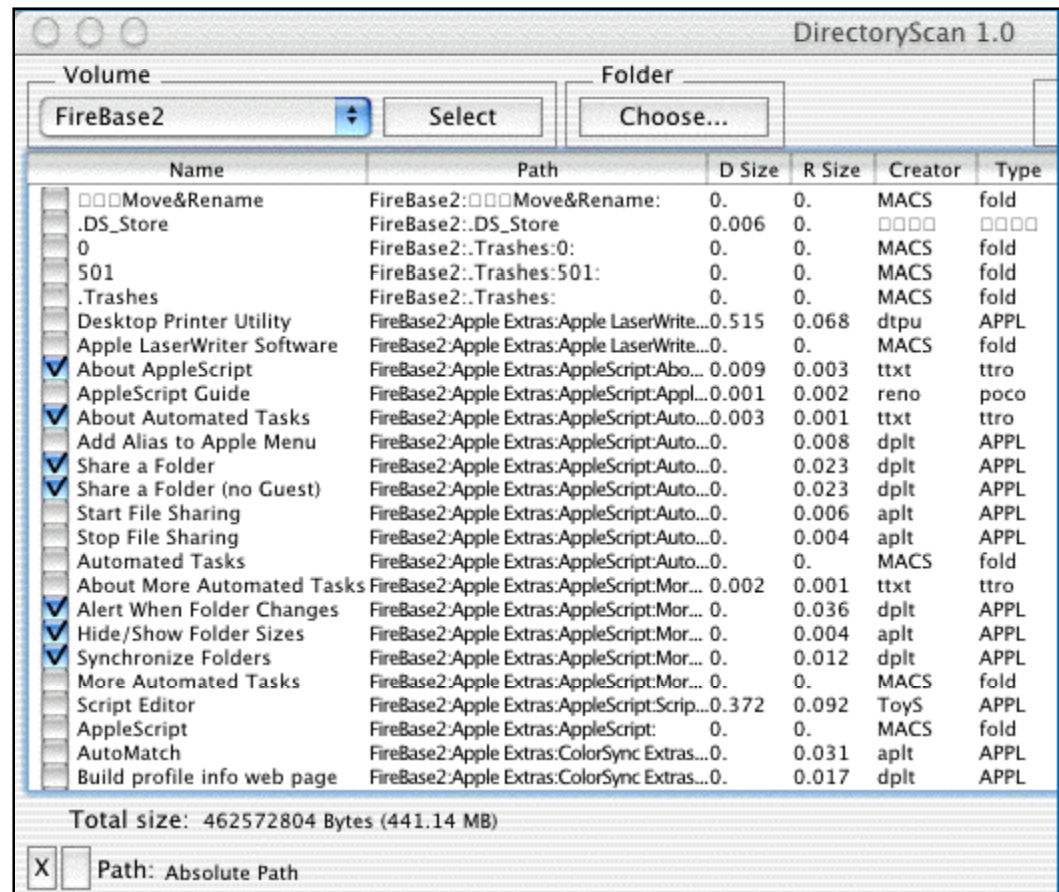 DirectoryScan 1.0
Volume Folder
FireBase2 Select Choose...
Name Path D Size R Size Creator Type
□□□Move&Rename FireBase2:□□□Move&Rename: 0. 0. MACS fold
.DS_Store FireBase2:.DS_Store 0.006 0. □□□□ □□□□
0 FireBase2:.Trashes:0: 0. 0. MACS fold
501 FireBase2:.Trashes:501: 0. 0. MACS fold
.Trashes FireBase2:.Trashes: 0. 0. MACS fold
Desktop Printer Utility FireBase2:Apple Extras:Apple LaserWrite...0.515 0.068 dtpu APPL
Apple LaserWriter Software FireBase2:Apple Extras:Apple LaserWrite...0. 0. MACS fold
About AppleScript FireBase2:Apple Extras:AppleScript:Abo... 0.009 0.003 ttxt ttro
AppleScript Guide FireBase2:Apple Extras:AppleScript:Appl...0.001 0.002 reno poco
About Automated Tasks FireBase2:Apple Extras:AppleScript:Auto...0.003 0.001 ttxt ttro
Add Alias to Apple Menu FireBase2:Apple Extras:AppleScript:Auto...0. 0.008 dplt APPL
Share a Folder FireBase2:Apple Extras:AppleScript:Auto...0. 0.023 dplt APPL
Share a Folder (no Guest) FireBase2:Apple Extras:AppleScript:Auto...0. 0.023 dplt APPL
Start File Sharing FireBase2:Apple Extras:AppleScript:Auto...0. 0.006 aplt APPL
Stop File Sharing FireBase2:Apple Extras:AppleScript:Auto...0. 0.004 aplt APPL
Automated Tasks FireBase2:Apple Extras:AppleScript:Auto...0. 0. MACS fold
About More Automated Tasks FireBase2:Apple Extras:AppleScript:Mor... 0.002 0.001 ttxt ttro
Alert When Folder Changes FireBase2:Apple Extras:AppleScript:Mor... 0. 0.036 dplt APPL
Hide/Show Folder Sizes FireBase2:Apple Extras:AppleScript:Mor... 0. 0.004 aplt APPL
Synchronize Folders FireBase2:Apple Extras:AppleScript:Mor... 0. 0.012 dplt APPL
More Automated Tasks FireBase2:Apple Extras:AppleScript:Mor... 0. 0. MACS fold
Script Editor FireBase2:Apple Extras:AppleScript:Scrip...0.372 0.092 ToyS APPL
AppleScript FireBase2:Apple Extras:AppleScript: 0. 0. MACS fold
AutoMatch FireBase2:Apple Extras:ColorSync Extras...0. 0.031 aplt APPL
Build profile info web page FireBase2:Apple Extras:ColorSync Extras...0. 0.017 dplt APPL
Total size: 462572804 Bytes (441.14 MB)
X Path: Absolute Path